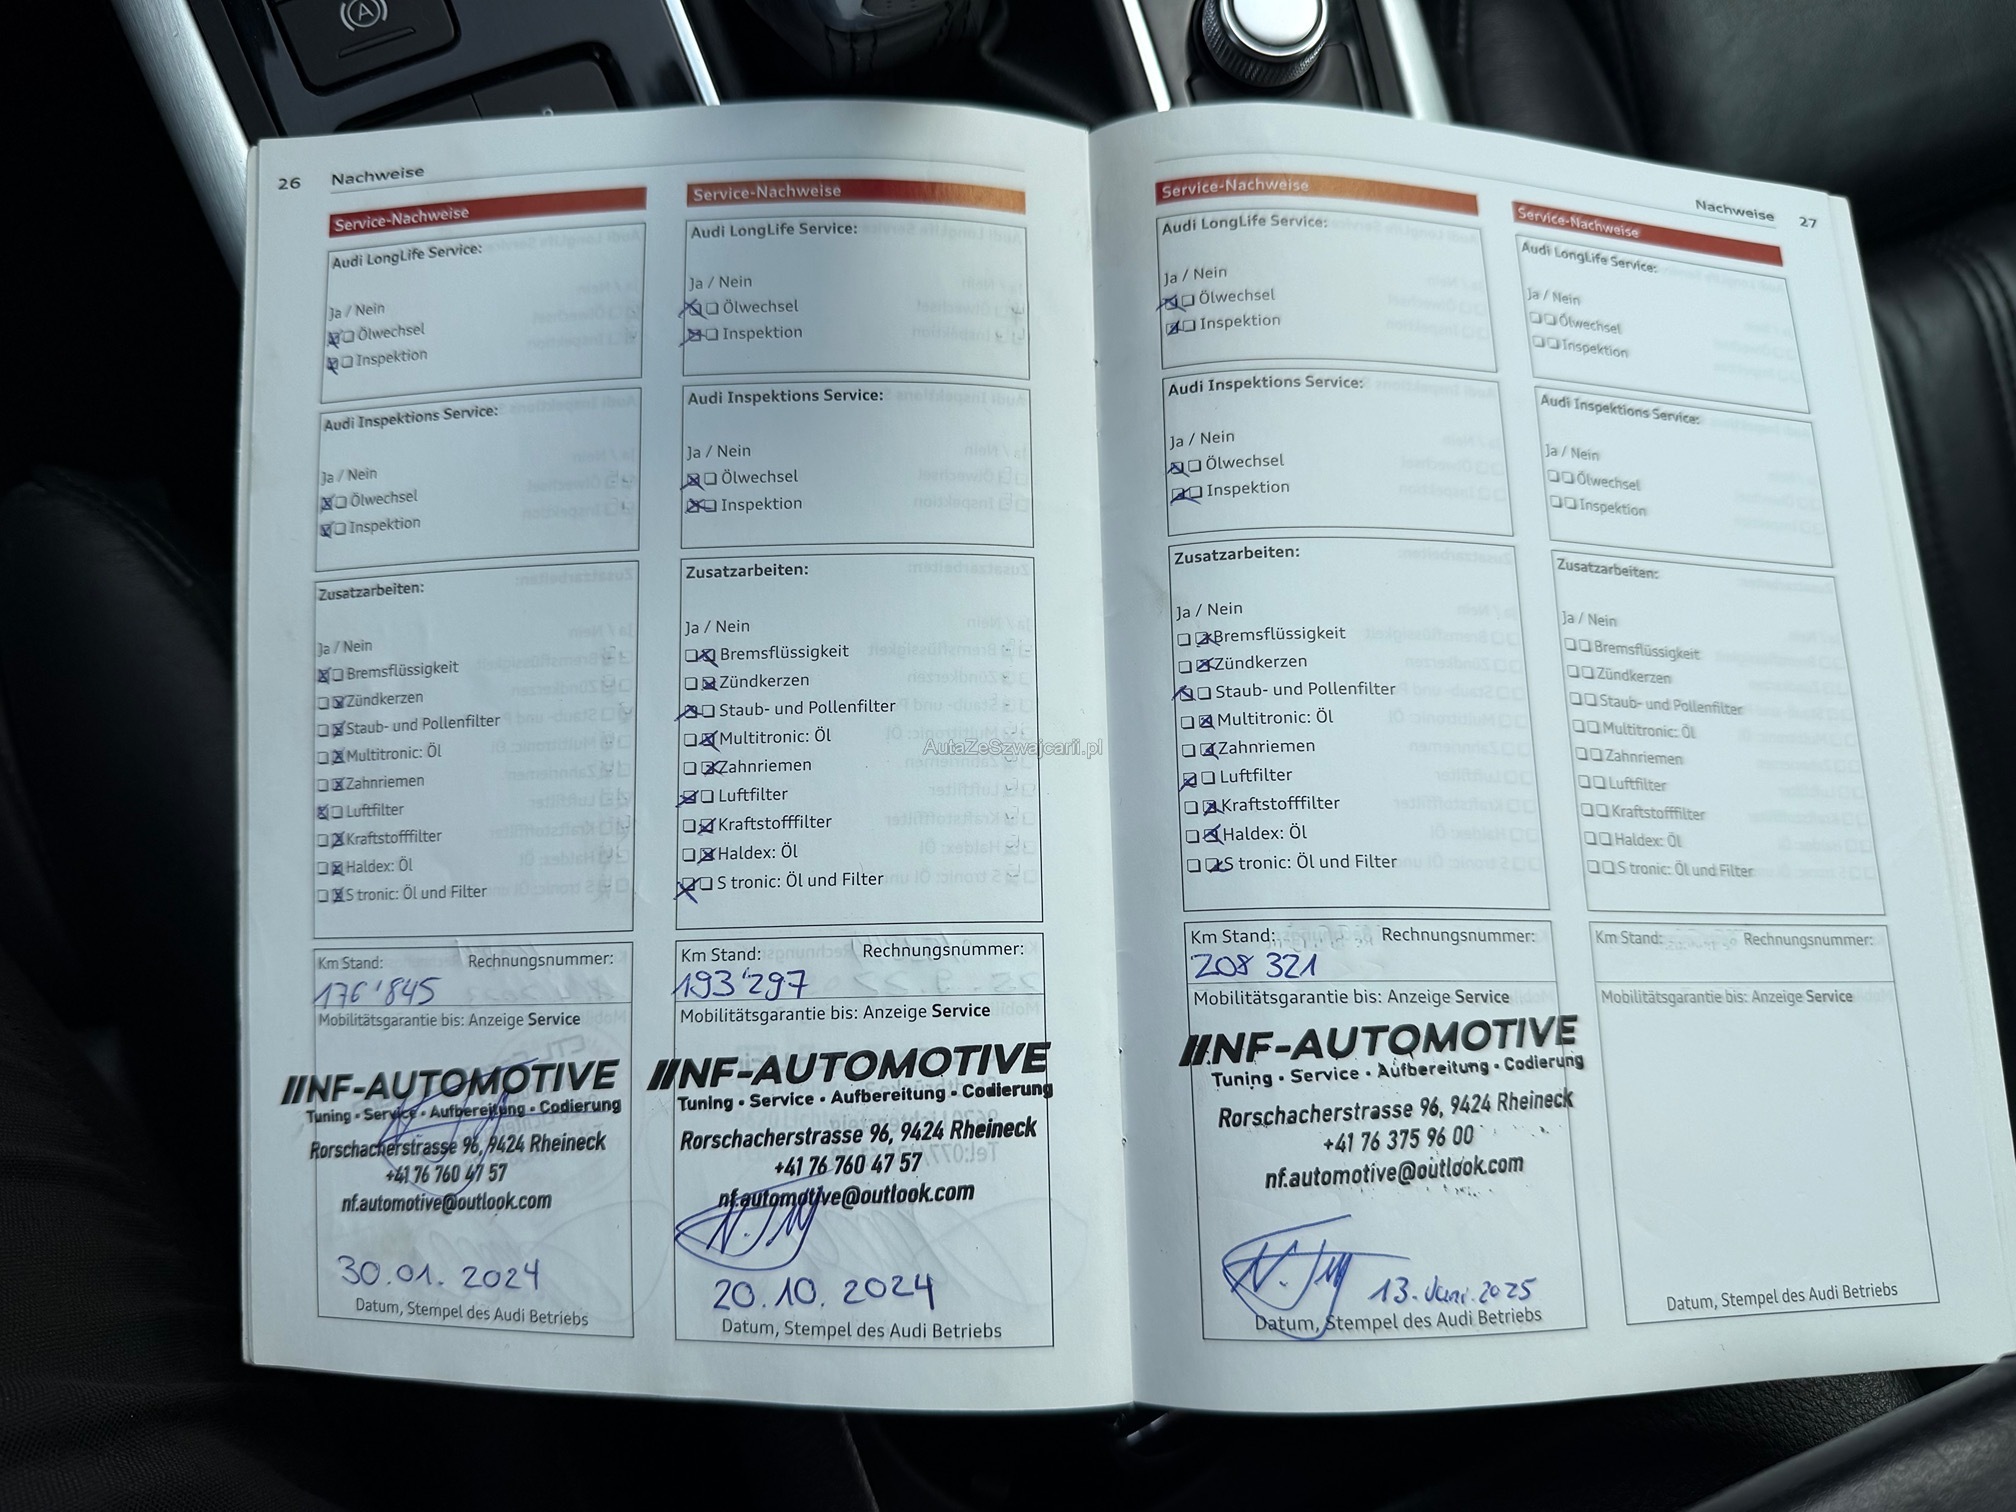 26 Nachweise
Service-Nachweise
Audi LongLife Service:
Ja / Nein
Ölwechsel
Inspektion
Audi Inspektions Service:
Ja / Nein
Ölwechsel
Inspektion
Zusatzarbeiten:
Ja / Nein
Bremsflüssigkeit
Zündkerzen
Staub- und Pollenfilter
Multitronic: Öl
Zahnriemen
Luftfilter
Kraftstofffilter
Haldex: Öl
S tronic: Öl und Filter
Km Stand: Rechnungsnummer:
176'845
Mobilitätsgarantie bis: Anzeige Service
NF-AUTOMOTIVE
Tuning • Service • Aufbereitung • Codierung
Rorschacherstrasse 96, 9424 Rheineck
+41 76 760 47 57
nf.automotive@outlook.com
30.01.2024
Datum, Stempel des Audi Betriebs
Service-Nachweise
Audi LongLife Service:
Ja / Nein
Ölwechsel
Inspektion
Audi Inspektions Service:
Ja / Nein
Ölwechsel
Inspektion
Zusatzarbeiten:
Ja / Nein
Bremsflüssigkeit
Zündkerzen
Staub- und Pollenfilter
Multitronic: Öl
Zahnriemen
Luftfilter
Kraftstofffilter
Haldex: Öl
S tronic: Öl und Filter
Km Stand: Rechnungsnummer:
193'297
Mobilitätsgarantie bis: Anzeige Service
NF-AUTOMOTIVE
Tuning • Service • Aufbereitung • Codierung
Rorschacherstrasse 96, 9424 Rheineck
+41 76 760 47 57
nf.automotive@outlook.com
20.10.2024
Datum, Stempel des Audi Betriebs
AutaZeSzwajcarii.pl
Service-Nachweise
Audi LongLife Service:
Ja / Nein
Ölwechsel
Inspektion
Audi Inspektions Service:
Ja / Nein
Ölwechsel
Inspektion
Zusatzarbeiten:
Ja / Nein
Bremsflüssigkeit
Zündkerzen
Staub- und Pollenfilter
Multitronic: Öl
Zahnriemen
Luftfilter
Kraftstofffilter
Haldex: Öl
S tronic: Öl und Filter
Km Stand: Rechnungsnummer:
208 321
Mobilitätsgarantie bis: Anzeige Service
NF-AUTOMOTIVE
Tuning • Service • Aufbereitung • Codierung
Rorschacherstrasse 96, 9424 Rheineck
+41 76 375 96 00
nf.automotive@outlook.com
13. Juni. 2025
Datum, Stempel des Audi Betriebs
Nachweise 27
Service-Nachweise
Audi LongLife Service:
Ja / Nein
Ölwechsel
Inspektion
Audi Inspektions Service:
Ja / Nein
Ölwechsel
Inspektion
Zusatzarbeiten:
Ja / Nein
Bremsflüssigkeit
Zündkerzen
Staub- und Pollenfilter
Multitronic: Öl
Zahnriemen
Luftfilter
Kraftstofffilter
Haldex: Öl
S tronic: Öl und Filter
Km Stand: Rechnungsnummer:
Mobilitätsgarantie bis: Anzeige Service
Datum, Stempel des Audi Betriebs